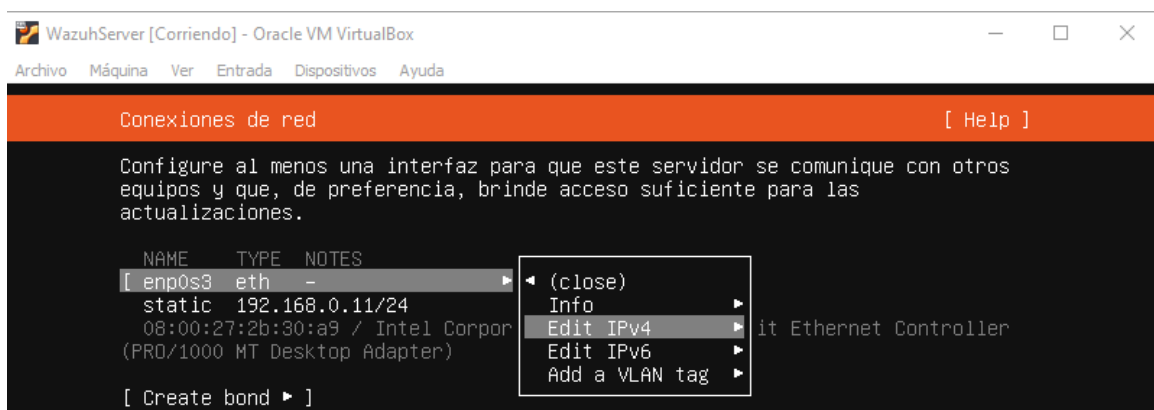 WazuhServer [Corriendo] - Oracle VM VirtualBox
Archivo Máquina Ver Entrada Dispositivos Ayuda
Conexiones de red [ Help ]
Configure al menos una interfaz para que este servidor se comunique con otros
equipos y que, de preferencia, brinde acceso suficiente para las
actualizaciones.
NAME TYPE NOTES
[ enp0s3 eth - ▸ ◂ (close)
static 192.168.0.11/24 Info ▸
08:00:27:2b:30:a9 / Intel Corpor Edit IPv4 ▸ it Ethernet Controller
(PRO/1000 MT Desktop Adapter) Edit IPv6 ▸
Add a VLAN tag ▸
[ Create bond ▸ ]